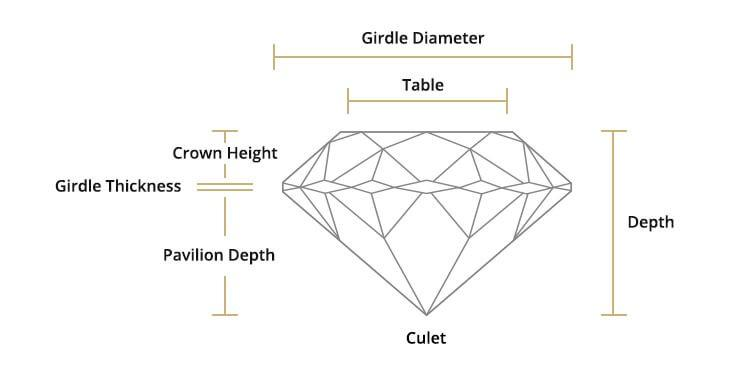 Girdle Diameter
Table
Crown Height
Girdle Thickness
Depth
Pavilion Depth
Culet